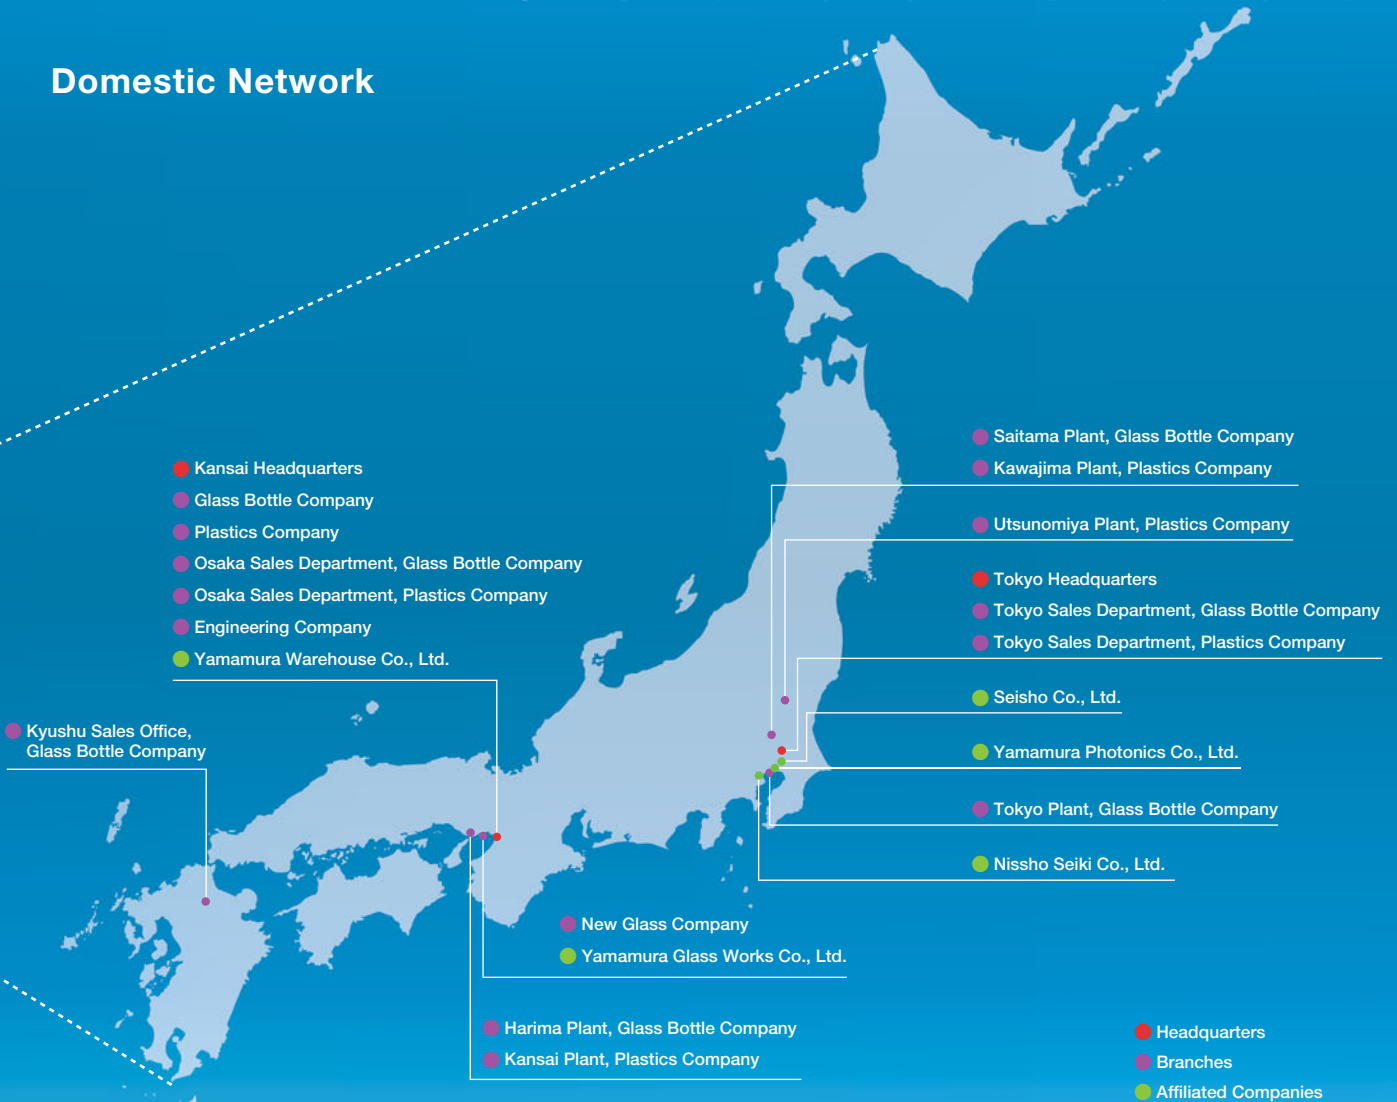 Domestic Network
Kansai Headquarters
Glass Bottle Company
Plastics Company
Osaka Sales Department, Glass Bottle Company
Osaka Sales Department, Plastics Company
Engineering Company
Yamamura Warehouse Co., Ltd.
Kyushu Sales Office,
Glass Bottle Company
Saitama Plant, Glass Bottle Company
Kawajima Plant, Plastics Company
Utsunomiya Plant, Plastics Company
Tokyo Headquarters
Tokyo Sales Department, Glass Bottle Company
Tokyo Sales Department, Plastics Company
Seisho Co., Ltd.
Yamamura Photonics Co., Ltd.
Tokyo Plant, Glass Bottle Company
Nissho Seiki Co., Ltd.
New Glass Company
Yamamura Glass Works Co., Ltd.
Harima Plant, Glass Bottle Company
Kansai Plant, Plastics Company
Headquarters
Branches
Affiliated Companies